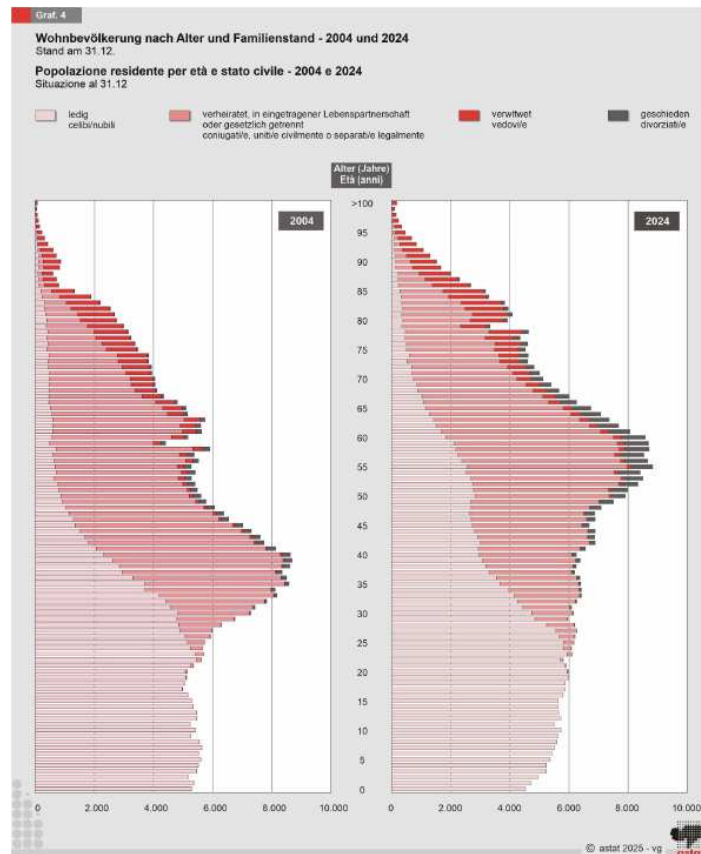 Graf. 4
Wohnbevölkerung nach Alter und Familienstand - 2004 und 2024
Stand am 31.12.
Popolazione residente per età e stato civile - 2004 e 2024
Situazione al 31.12
ledig
celibi/nubili
verheiratet, in eingetragener Lebenspartnerschaft
oder gesetzlich getrennt
coniugati/e, uniti/e civilmente o separati/e legalmente
verwitwet
vedovi/e
geschieden
divorziati/e
Alter (Jahre)
Età (anni)
2004
2024
>100
95
90
85
80
75
70
65
60
55
50
45
40
35
30
25
20
15
10
5
0
0 2.000 4.000 6.000 8.000 10.000
0 2.000 4.000 6.000 8.000 10.000
© astat 2025 - vg
astat